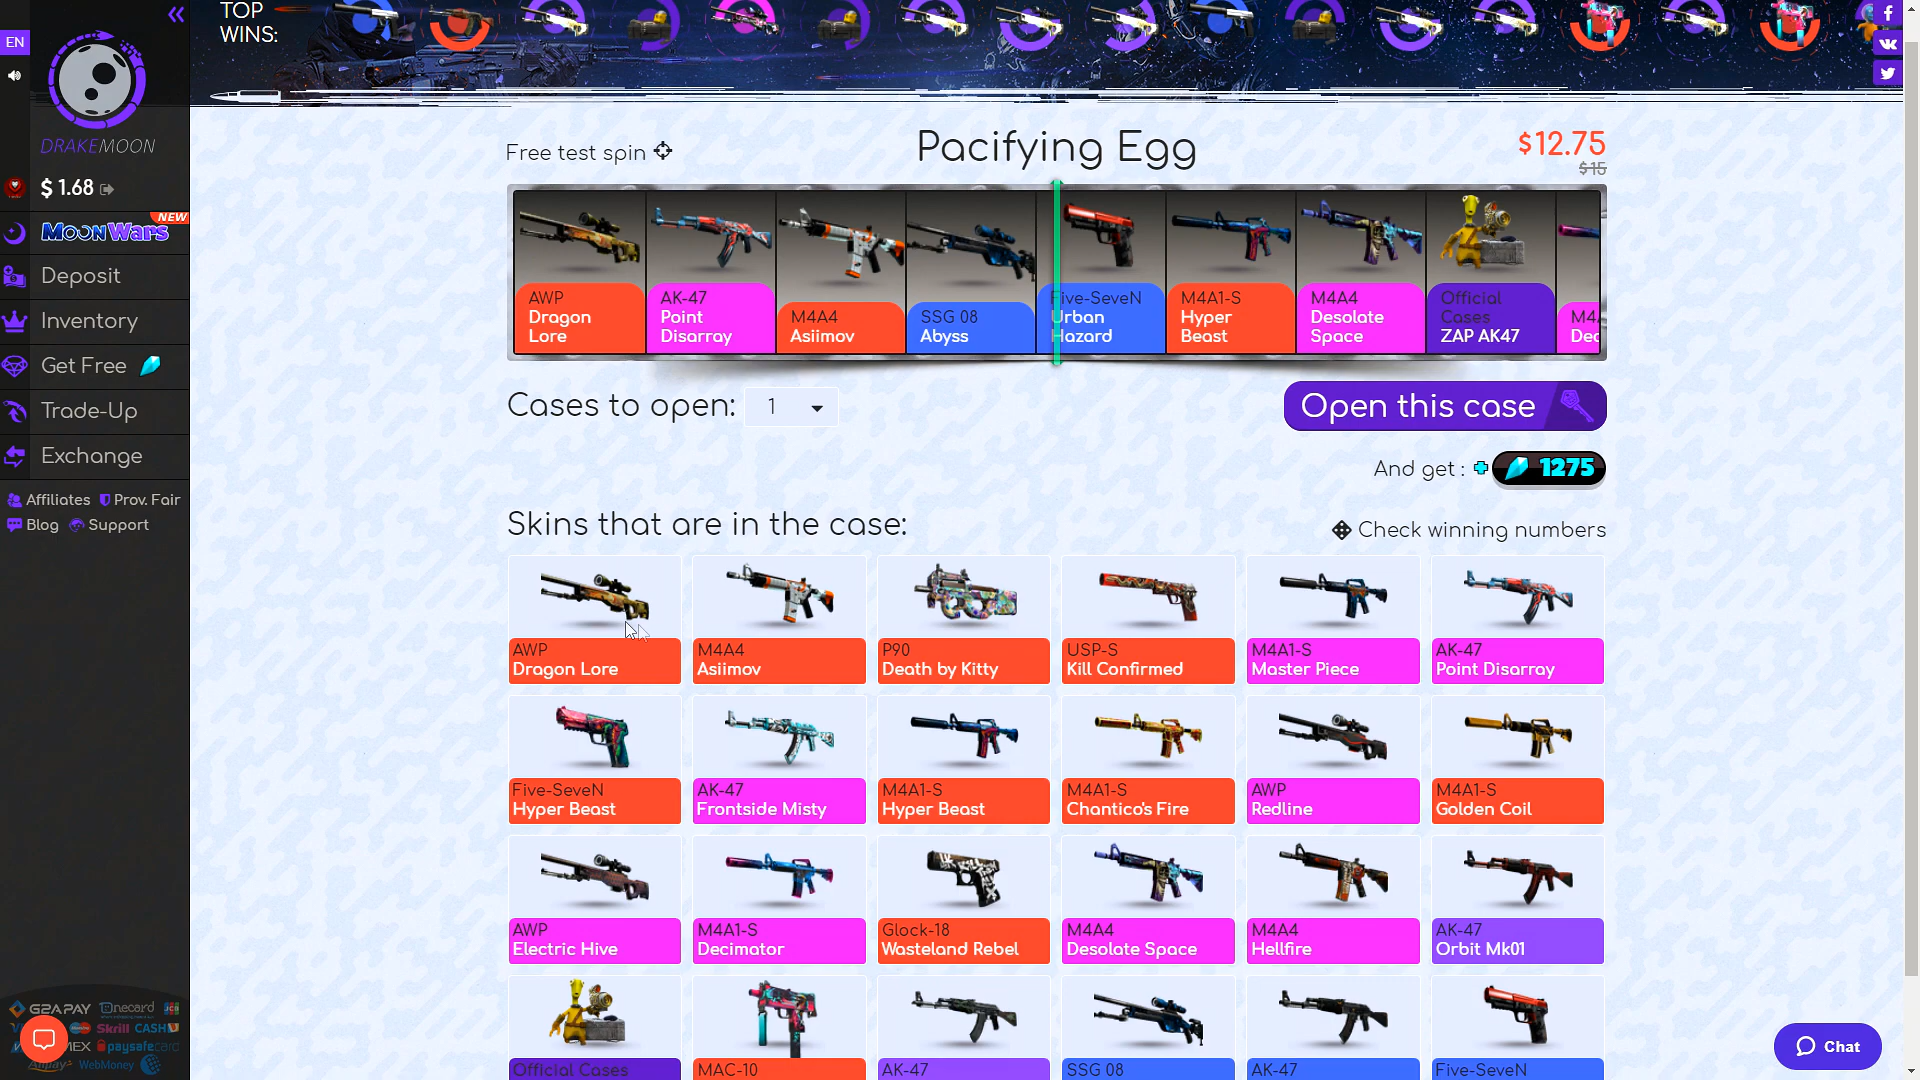 TOP
WINS:
EN
DRAKEMOON
$ 1.68
NEW
MOONWARS
Deposit
Inventory
Get Free
Trade-Up
Exchange
Affiliates
Prov. Fair
Blog
Support
Free test spin
Pacifying Egg
$12.75
$15
AWP
Dragon
Lore
AK-47
Point
Disarray
M4A4
Asiimov
SSG 08
Abyss
Five-SeveN
Urban
Hazard
M4A1-S
Hyper
Beast
M4A4
Desolate
Space
Official
Cases
ZAP AK47
M4A
Dec
Cases to open:
1
Open this case
And get :
1275
Skins that are in the case:
Check winning numbers
AWP
Dragon Lore
M4A4
Asiimov
P90
Death by Kitty
USP-S
Kill Confirmed
M4A1-S
Master Piece
AK-47
Point Disarray
Five-SeveN
Hyper Beast
AK-47
Frontside Misty
M4A1-S
Hyper Beast
M4A1-S
Chantico's Fire
AWP
Redline
M4A1-S
Golden Coil
AWP
Electric Hive
M4A1-S
Decimator
Glock-18
Wasteland Rebel
M4A4
Desolate Space
M4A4
Hellfire
AK-47
Orbit Mk01
Official Cases
MAC-10
AK-47
SSG 08
AK-47
Five-SeveN
G2APAY
onecard
JCB
Skrill
CASHU
MEX
paysafecard
Alipay
WebMoney
Chat